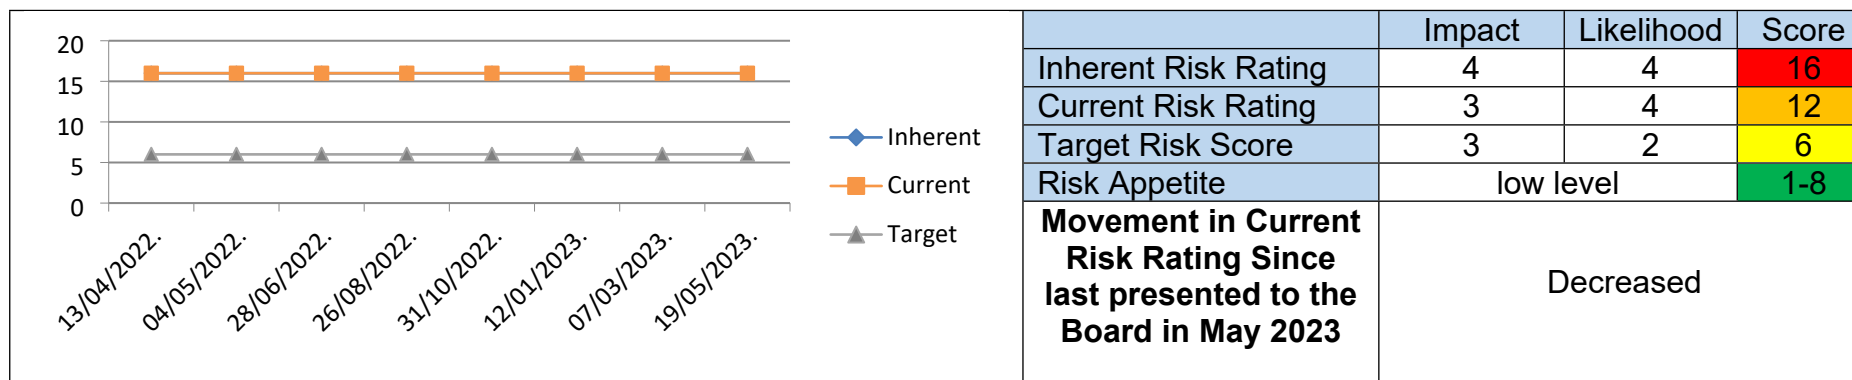 20
15
10
5
0
13/04/2022.
04/05/2022.
28/06/2022.
26/08/2022.
31/10/2022.
12/01/2023.
07/03/2023.
19/05/2023.
Inherent
Current
Target
Impact Likelihood Score
Inherent Risk Rating 4 4 16
Current Risk Rating 3 4 12
Target Risk Score 3 2 6
Risk Appetite low level 1-8
Movement in Current
Risk Rating Since
last presented to the
Board in May 2023
Decreased